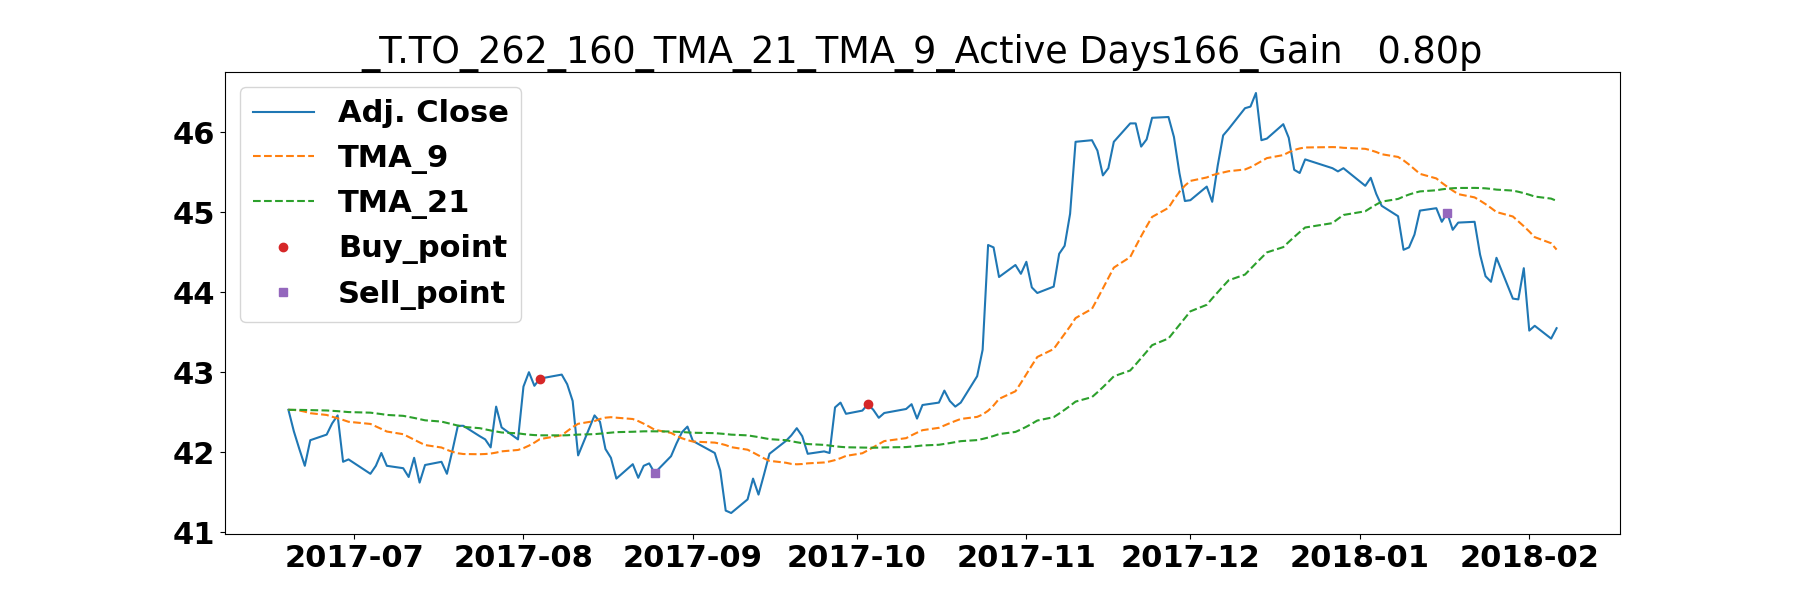 _T.TO_262_160_TMA_21_TMA_9_Active Days166_Gain   0.80p
Adj. Close
TMA_9
TMA_21
Buy_point
Sell_point
46
45
44
43
42
41
2017-07 2017-08 2017-09 2017-10 2017-11 2017-12 2018-01 2018-02